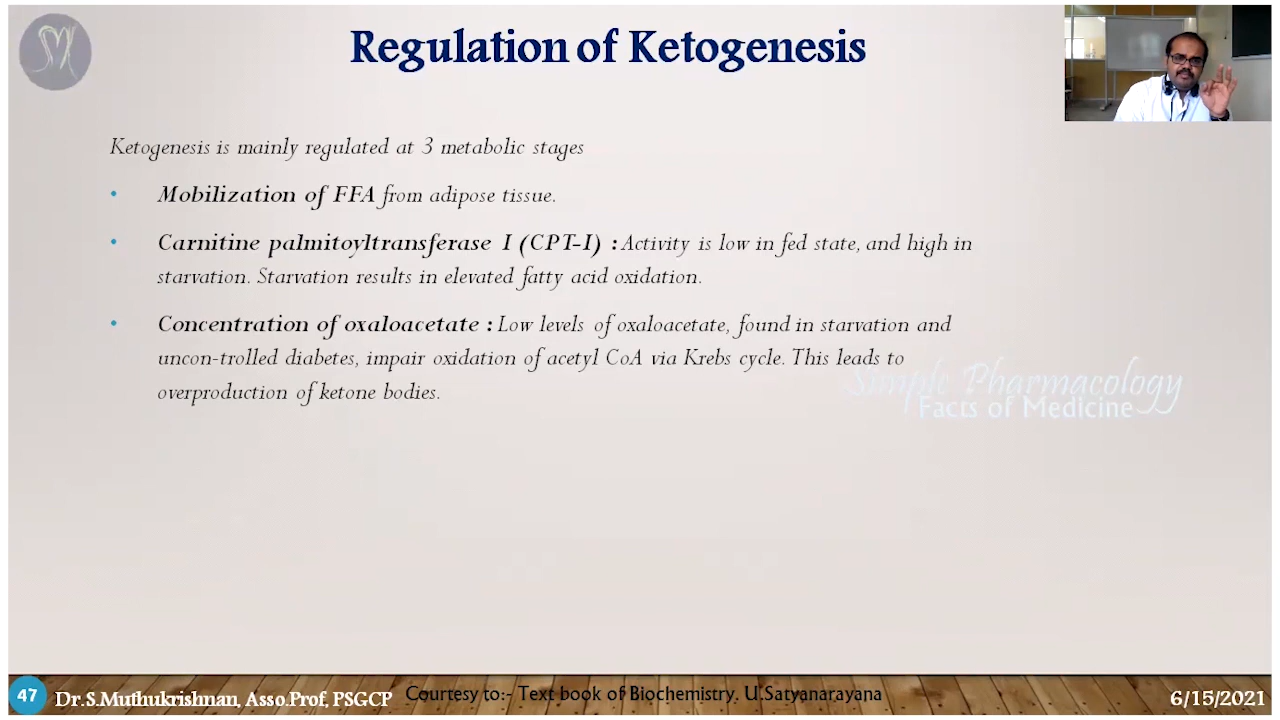 Regulation of Ketogenesis
Ketogenesis is mainly regulated at 3 metabolic stages
• Mobilization of FFA from adipose tissue.
• Carnitine palmitoyltransferase I (CPT-I) : Activity is low in fed state, and high in
starvation. Starvation results in elevated fatty acid oxidation.
• Concentration of oxaloacetate : Low levels of oxaloacetate, found in starvation and
uncon-trolled diabetes, impair oxidation of acetyl CoA via Krebs cycle. This leads to
overproduction of ketone bodies.
Simple Pharmacology
Facts of Medicine
47 Dr.S.Muthukrishnan, Asso.Prof, PSGCP Courtesy to:- Text book of Biochemistry. U.Satyanarayana 6/15/2021